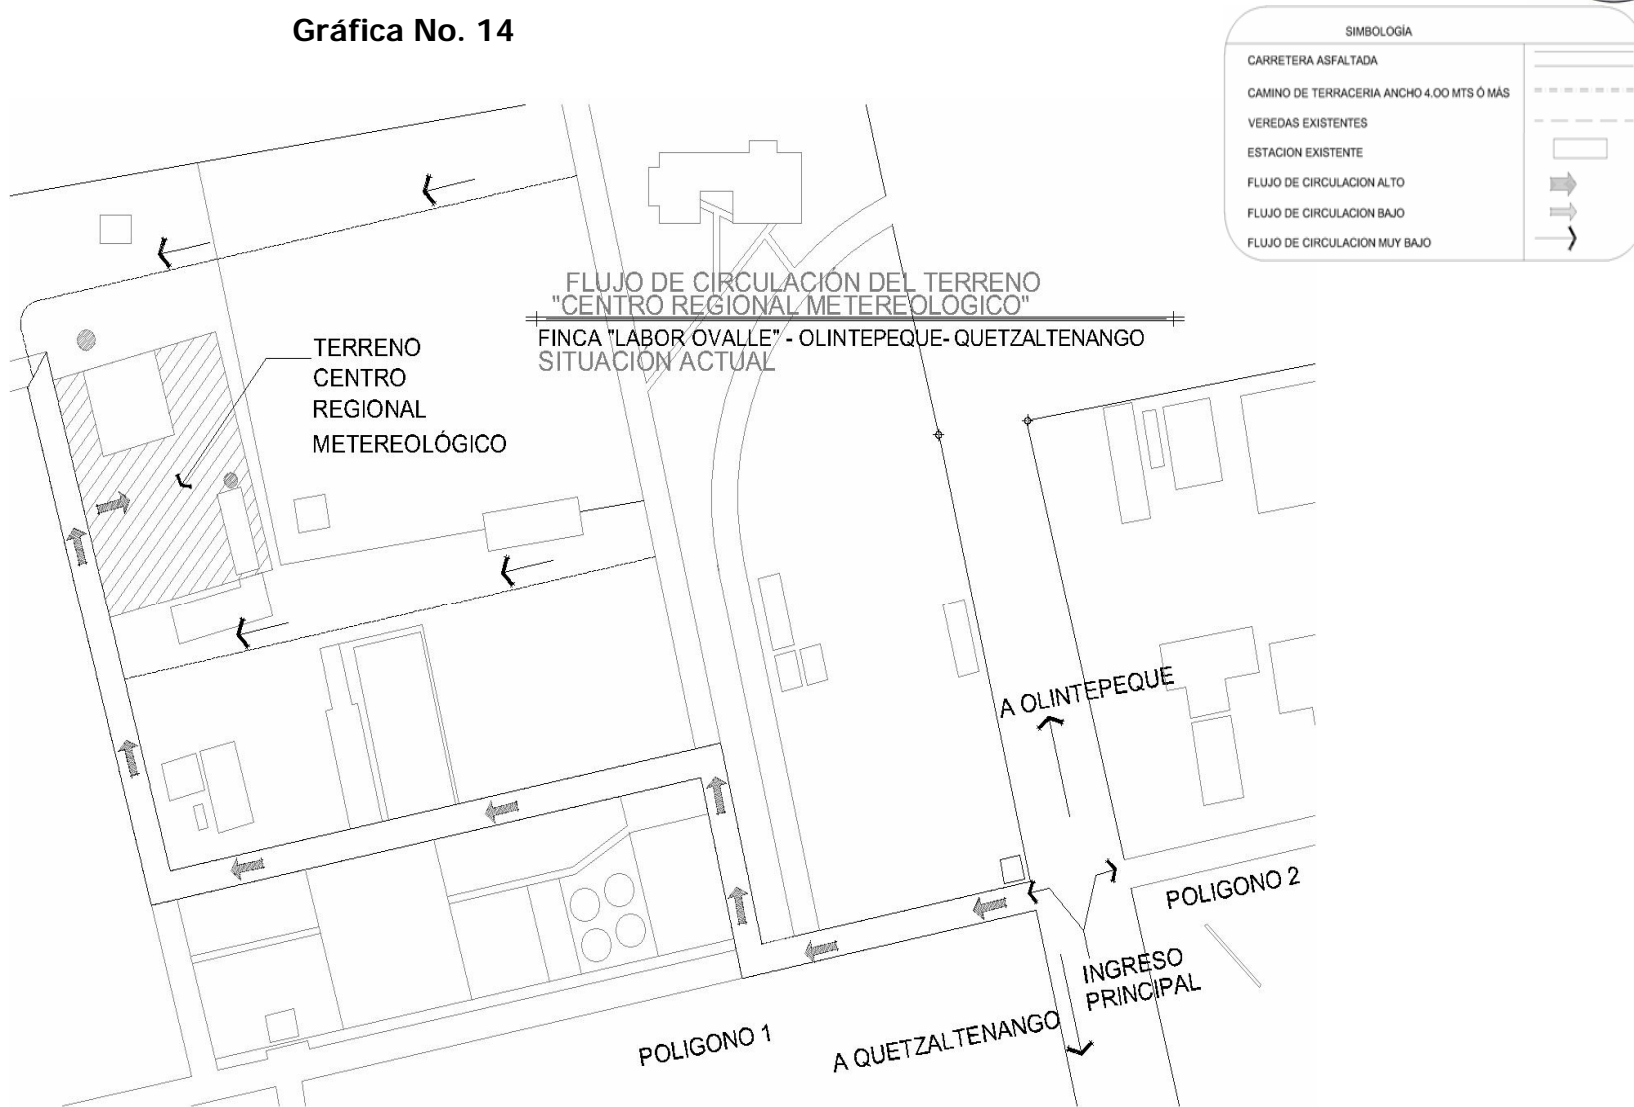 Gráfica No. 14
SIMBOLOGÍA
CARRETERA ASFALTADA
CAMINO DE TERRACERIA ANCHO 4.OO MTS Ó MÁS
VEREDAS EXISTENTES
ESTACION EXISTENTE
FLUJO DE CIRCULACION ALTO
FLUJO DE CIRCULACION BAJO
FLUJO DE CIRCULACION MUY BAJO
FLUJO DE CIRCULACIÓN DEL TERRENO
"CENTRO REGIONAL METEREOLOGICO"
FINCA "LABOR OVALLE" - OLINTEPEQUE- QUETZALTENANGO
SITUACIÓN ACTUAL
TERRENO
CENTRO
REGIONAL
METEREOLÓGICO
A OLINTEPEQUE
POLIGONO 2
INGRESO
PRINCIPAL
A QUETZALTENANGO
POLIGONO 1